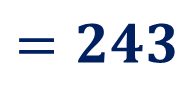 = 243